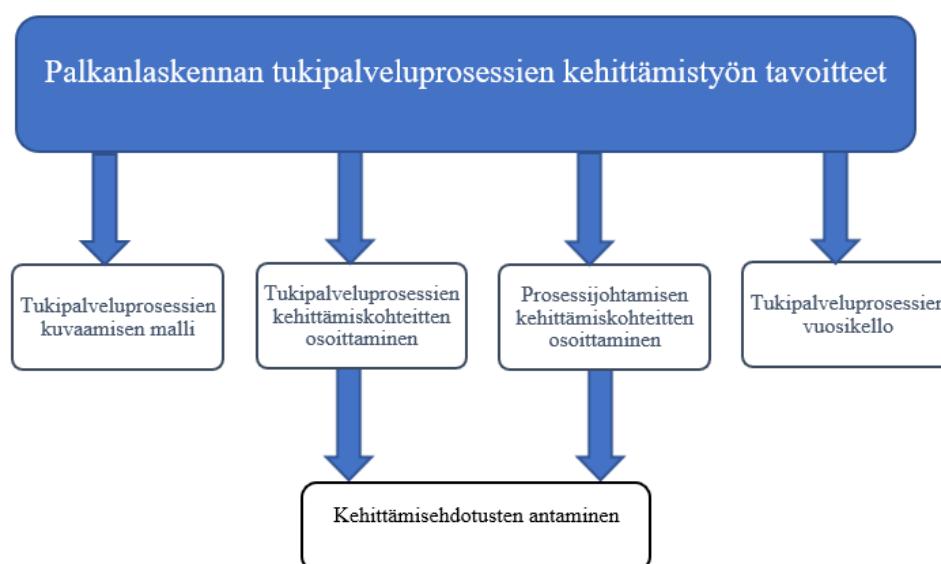 Palkanlaskennan tukipalveluprosessien kehittämistyön tavoitteet
Tukipalveluprosessien
kuvaamisen malli
Tukipalveluprosessien
kehittämiskohteitten
osoittaminen
Prosessijohtamisen
kehittämiskohteitten
osoittaminen
Tukipalveluprosessien
vuosikello
Kehittämisehdotusten antaminen